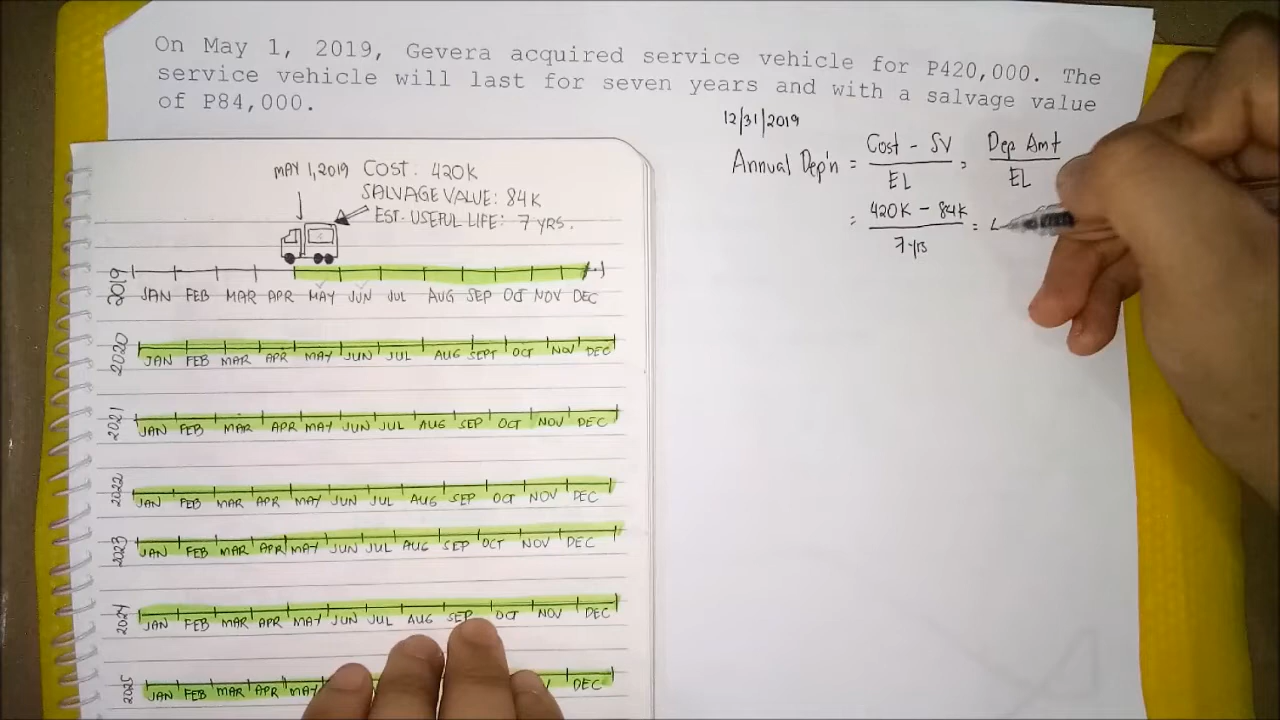 On May 1, 2019, Gevera acquired service vehicle for P420,000. The
service vehicle will last for seven years and with a salvage value
of P84,000.
12/31/2019
Annual Dep'n = Cost - SV / EL , Dep Amt / EL
= 420K - 84K / 7 yrs =
MAY 1, 2019 COST: 420K
SALVAGE VALUE: 84K
EST. USEFUL LIFE: 7 YRS.
2019 JAN FEB MAR APR MAY JUN JUL AUG SEP OCT NOV DEC
2020 JAN FEB MAR APR MAY JUN JUL AUG SEPT OCT NOV DEC
2021 JAN FEB MAR APR MAY JUN JUL AUG SEP OCT NOV DEC
2022 JAN FEB MAR APR MAY JUN JUL AUG SEP OCT NOV DEC
2023 JAN FEB MAR APR MAY JUN JUL AUG SEP OCT NOV DEC
2024 JAN FEB MAR APR MAY JUN JUL AUG SEP OCT NOV DEC
2025 JAN FEB MAR APR MAY DEC